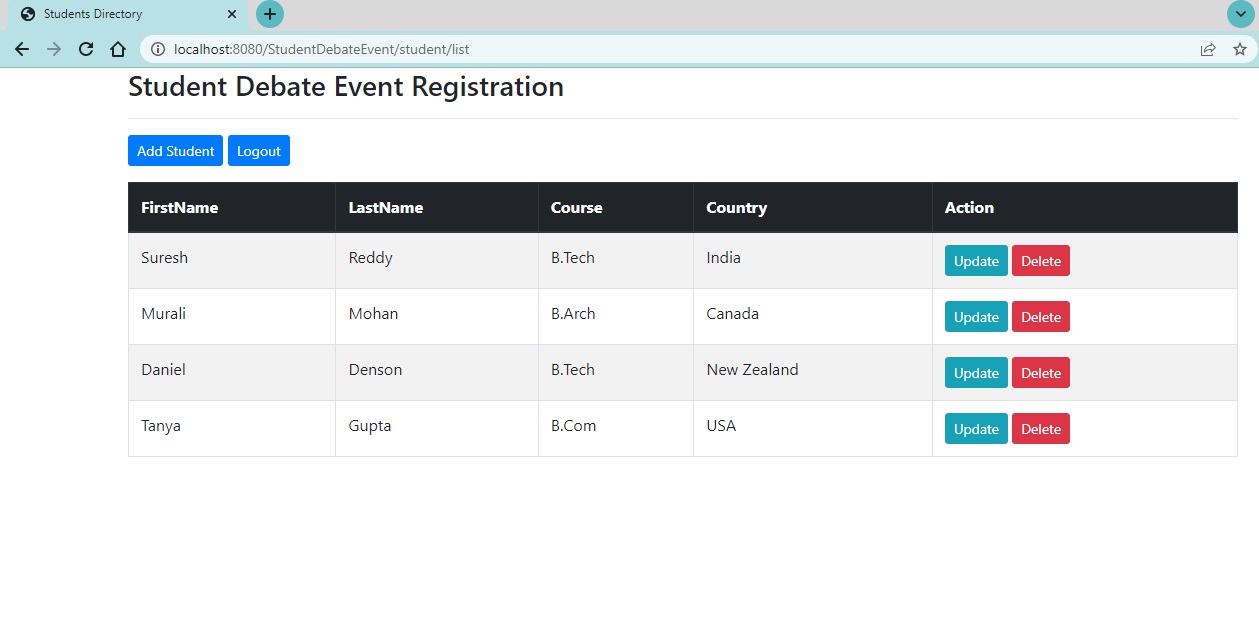 Students Directory
localhost:8080/StudentDebateEvent/student/list
Student Debate Event Registration
Add Student Logout
FirstName LastName Course Country Action
Suresh Reddy B.Tech India Update Delete
Murali Mohan B.Arch Canada Update Delete
Daniel Denson B.Tech New Zealand Update Delete
Tanya Gupta B.Com USA Update Delete